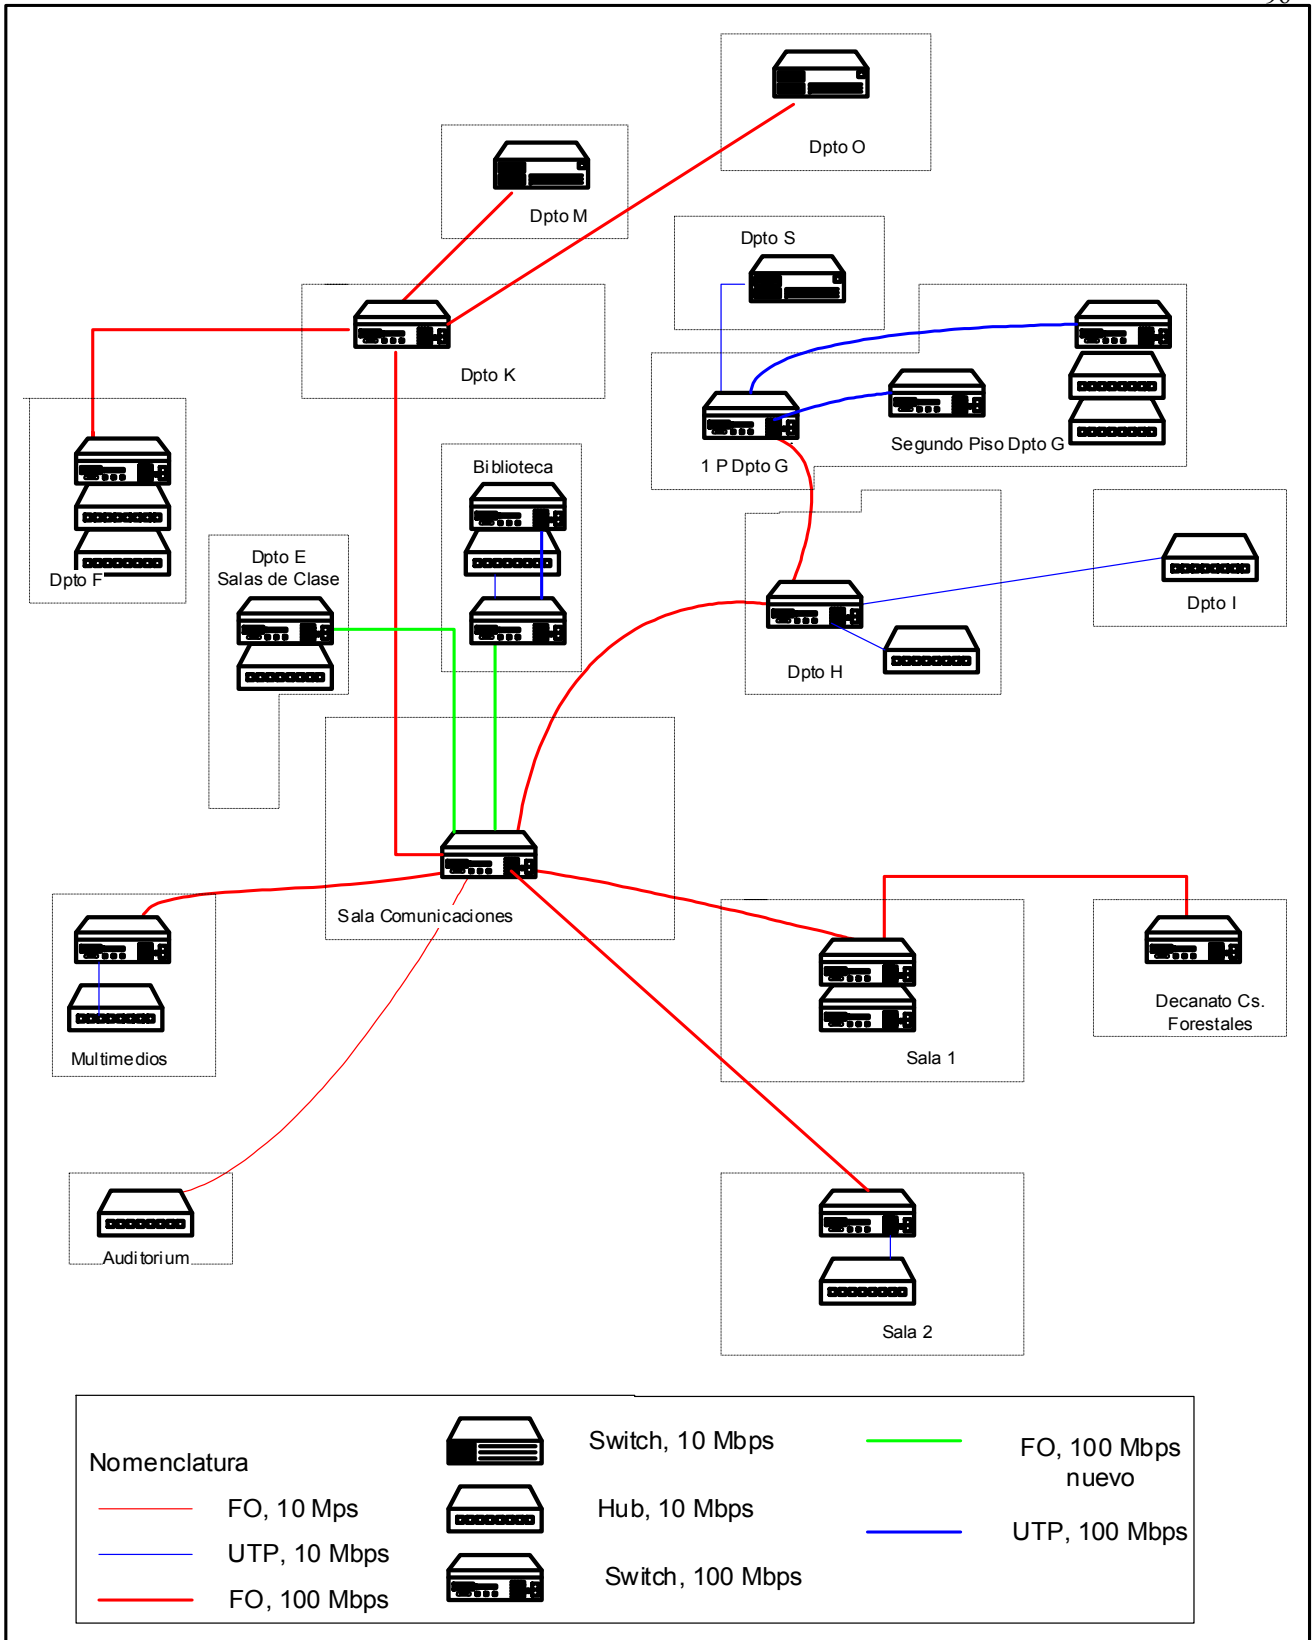 Dpto O
Dpto M
Dpto S
Dpto K
Segundo Piso Dpto G
1 P Dpto G
Biblioteca
Dpto F
Dpto E
Salas de Clase
Dpto I
Dpto H
Sala Comunicaciones
Decanato Cs.
Forestales
Multimedios
Sala 1
Auditorium
Sala 2
Nomenclatura
FO, 10 Mps
UTP, 10 Mbps
FO, 100 Mbps
Switch, 10 Mbps
Hub, 10 Mbps
Switch, 100 Mbps
FO, 100 Mbps
nuevo
UTP, 100 Mbps